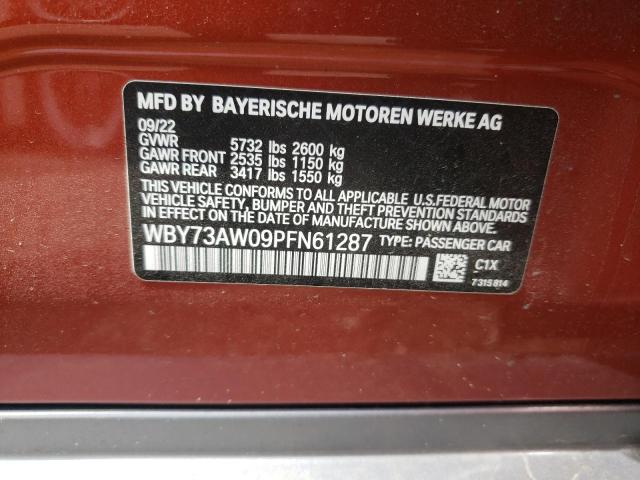 MFD BY BAYERISCHE MOTOREN WERKE AG
09/22
GVWR 5732 lbs 2600 kg
GAWR FRONT 2535 lbs 1150 kg
GAWR REAR 3417 lbs 1550 kg
THIS VEHICLE CONFORMS TO ALL APPLICABLE U.S.FEDERAL MOTOR
VEHICLE SAFETY, BUMPER, AND THEFT PREVENTION STANDARDS
IN EFFECT ON THE DATE OF MANUFACTURE SHOWN ABOVE.
WBY73AW09PFN61287 TYPE: PASSENGER CAR
C1X
7315814